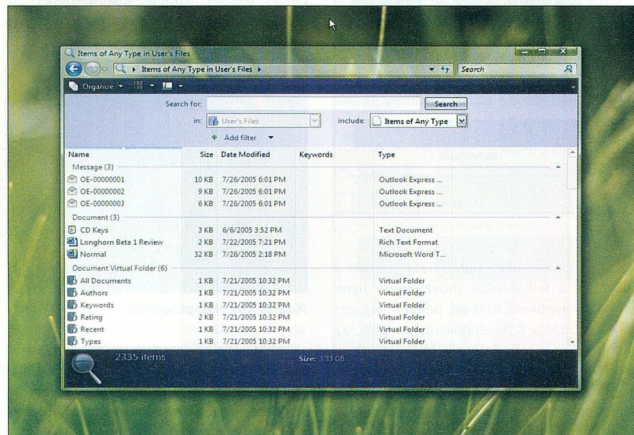 Items of Any Type in User's Files
Items of Any Type in User's Files
Search
Organize
Search for:
Search
in: User's Files include: Items of Any Type
Add filter
Name Size Date Modified Keywords Type
Message (3)
OE-00000001 10 KB 7/26/2005 6:01 PM Outlook Express ...
OE-00000002 9 KB 7/26/2005 6:01 PM Outlook Express ...
OE-00000003 6 KB 7/26/2005 6:01 PM Outlook Express ...
Document (3)
CD Keys 3 KB 6/6/2005 3:52 PM Text Document
Longhorn Beta 1 Review 2 KB 7/22/2005 7:21 PM Rich Text Format
Normal 32 KB 7/26/2005 2:18 PM Microsoft Word T...
Document Virtual Folder (6)
All Documents 1 KB 7/21/2005 10:32 PM Virtual Folder
Authors 1 KB 7/21/2005 10:32 PM Virtual Folder
Keywords 1 KB 7/21/2005 10:32 PM Virtual Folder
Rating 2 KB 7/21/2005 10:32 PM Virtual Folder
Recent 1 KB 7/21/2005 10:32 PM Virtual Folder
Types 1 KB 7/21/2005 10:32 PM Virtual Folder
2335 items Size: 3.33 GB